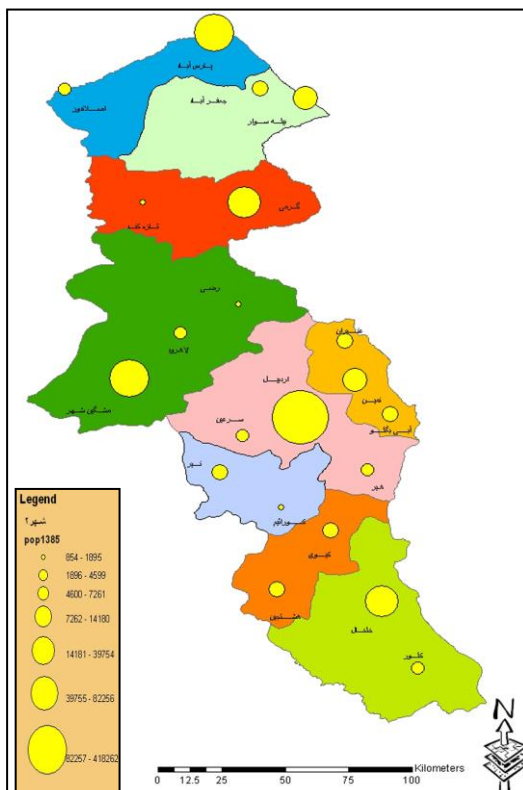 پارس آباد
اصلاندوز
جعفر آباد
بیله سوار
گرمی
تازه کند
رضی
لاهرود
مشگین شهر
عنبران
نمین
آبی بیگلو
اردبیل
سرعین
هیر
نیر
کورائیم
کیوی
هشتجین
خلخال
کلور
Legend
pop1385
854 - 1895
1896 - 4599
4600 - 7261
7262 - 14180
14181 - 39754
39755 - 82256
82257 - 418262
N
Kilometers
0 12.5 25 50 75 100